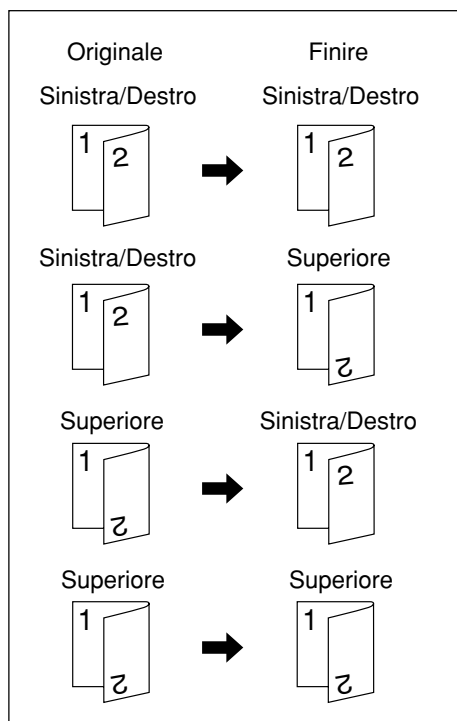 Originale Finire
Sinistra/Destro Sinistra/Destro
1 2 1 2
Sinistra/Destro Superiore
1 2 1 2
Superiore Sinistra/Destro
1 2 1 2
Superiore Superiore
1 2 1 2